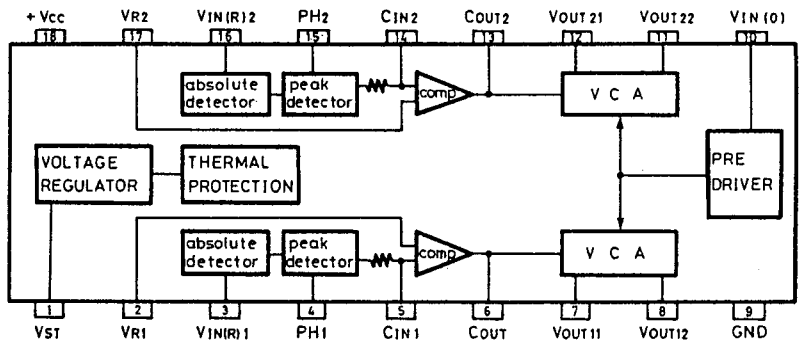 + VCC VR2 VIN(R)2 PH2 CIN2 COUT2 VOUT21 VOUT22 VIN(0)
18 17 16 15 14 13 12 11 10
absolute detector
peak detector
comp
V C A
VOLTAGE REGULATOR
THERMAL PROTECTION
PRE DRIVER
absolute detector
peak detector
comp
V C A
1 2 3 4 5 6 7 8 9
VST VR1 VIN(R)1 PH1 CIN1 COUT VOUT11 VOUT12 GND